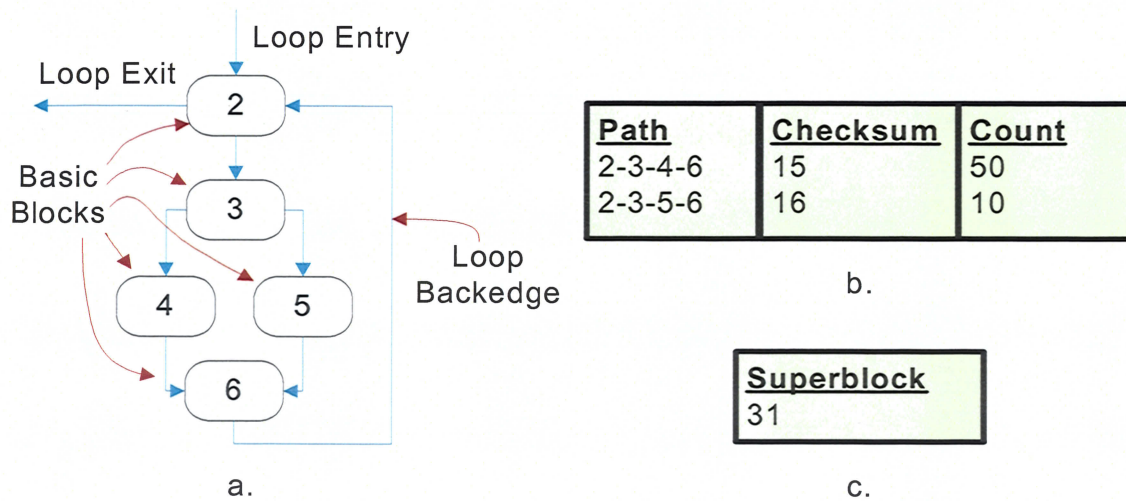 Loop Entry
Loop Exit
2
Basic
Blocks
3
4
5
6
Loop
Backedge
a.
Path Checksum Count
2-3-4-6 15 50
2-3-5-6 16 10
b.
Superblock
31
c.